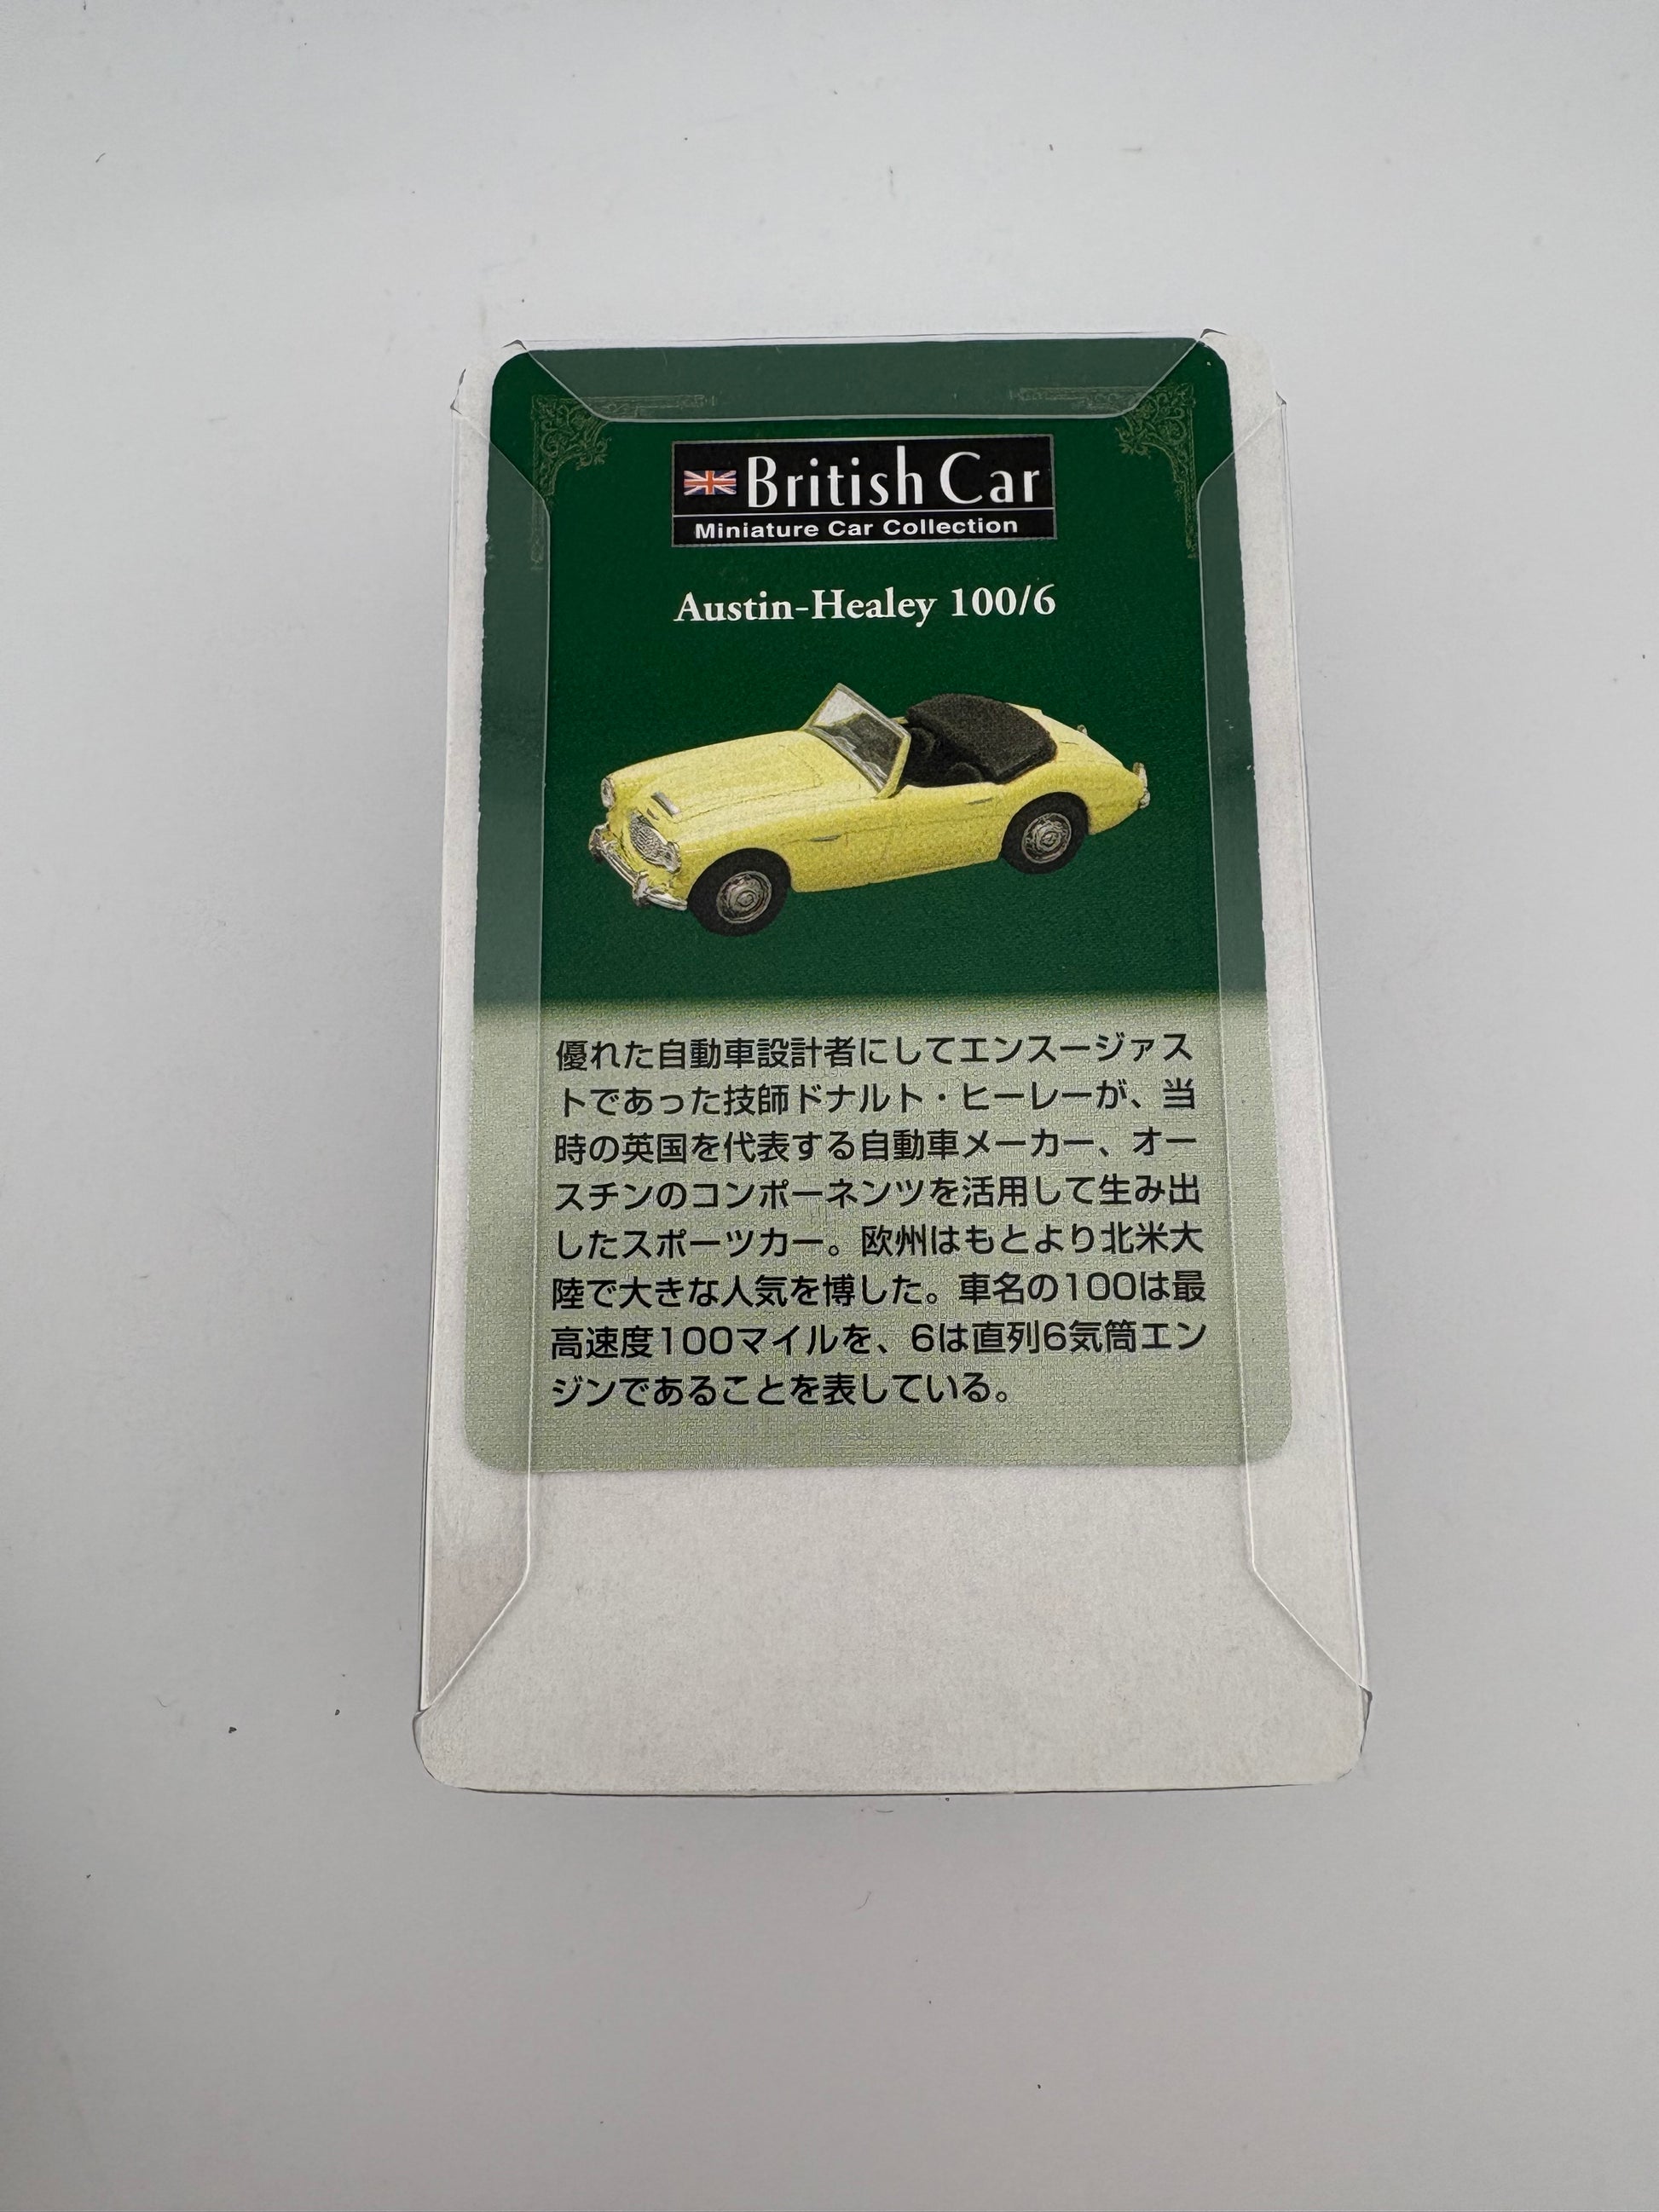 British Car
Miniature Car Collection
Austin-Healey 100/6
優れた自動車設計者にしてエンスージァス
トであった技師ドナルト・ヒーレーが、当
時の英国を代表する自動車メーカー、オー
スチンのコンポーネンツを活用して生み出
したスポーツカー。欧州はもとより北米大
陸で大きな人気を博した。車名の100は最
高速度100マイルを、6は直列6気筒エン
ジンであることを表している。